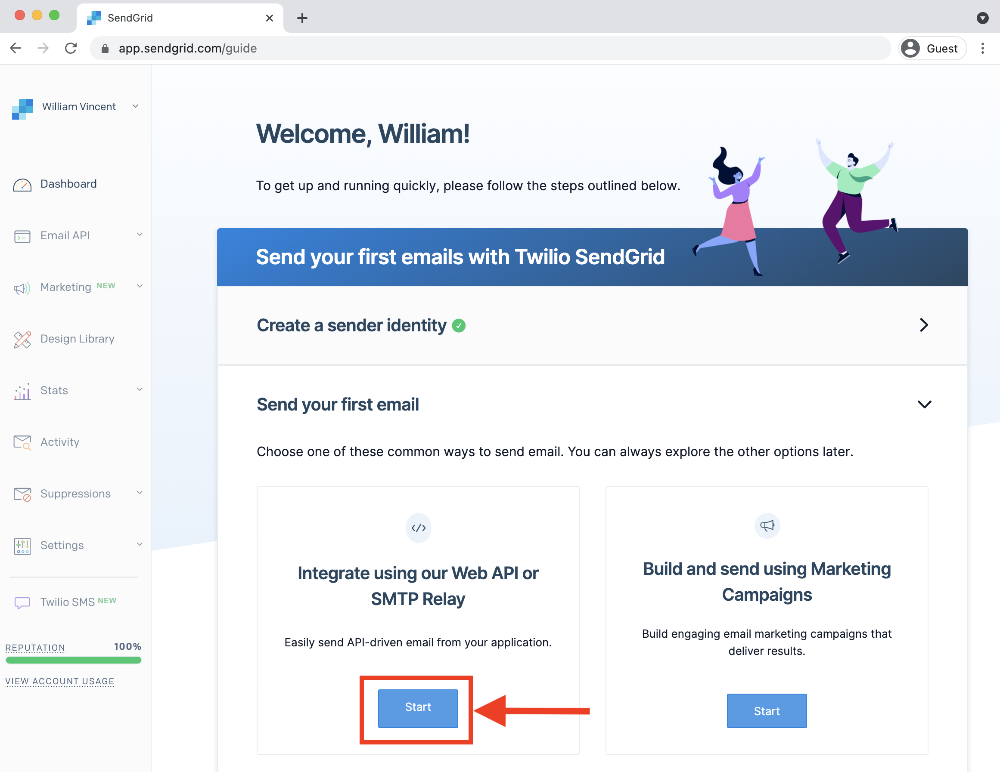 SendGrid
app.sendgrid.com/guide
Guest
William Vincent
Dashboard
Email API
Marketing NEW
Design Library
Stats
Activity
Suppressions
Settings
Twilio SMS NEW
REPUTATION 100%
VIEW ACCOUNT USAGE
Welcome, William!
To get up and running quickly, please follow the steps outlined below.
Send your first emails with Twilio SendGrid
Create a sender identity
Send your first email
Choose one of these common ways to send email. You can always explore the other options later.
Integrate using our Web API or
SMTP Relay
Easily send API-driven email from your application.
Start
Build and send using Marketing
Campaigns
Build engaging email marketing campaigns that
deliver results.
Start